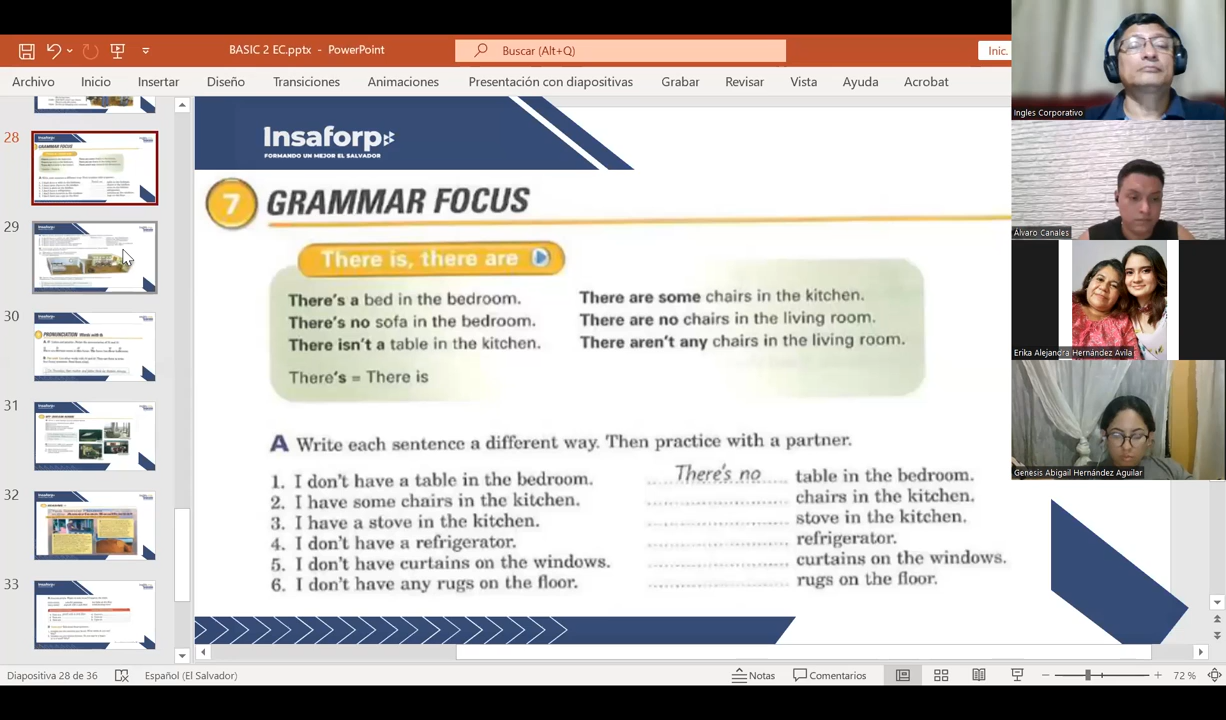 BASIC 2 EC.pptx - PowerPoint
Buscar (Alt+Q)
Inic.
Archivo Inicio Insertar Diseño Transiciones Animaciones Presentación con diapositivas Grabar Revisar Vista Ayuda Acrobat
28
29
30
31
32
33
Insaforp
FORMANDO UN MEJOR EL SALVADOR
7 GRAMMAR FOCUS
There is, there are
There's a bed in the bedroom.
There's no sofa in the bedroom.
There isn't a table in the kitchen.
There's = There is
There are some chairs in the kitchen.
There are no chairs in the living room.
There aren't any chairs in the living room.
A Write each sentence a different way. Then practice with a partner.
1. I don't have a table in the bedroom. There's no table in the bedroom.
2. I have some chairs in the kitchen. chairs in the kitchen.
3. I have a stove in the kitchen. stove in the kitchen.
4. I don't have a refrigerator. refrigerator.
5. I don't have curtains on the windows. curtains on the windows.
6. I don't have any rugs on the floor. rugs on the floor.
Ingles Corporativo
Álvaro Canales
Erika Alejandra Hernández Avila
Genesis Abigail Hernández Aguilar
Diapositiva 28 de 36 Español (El Salvador) Notas Comentarios 72 %